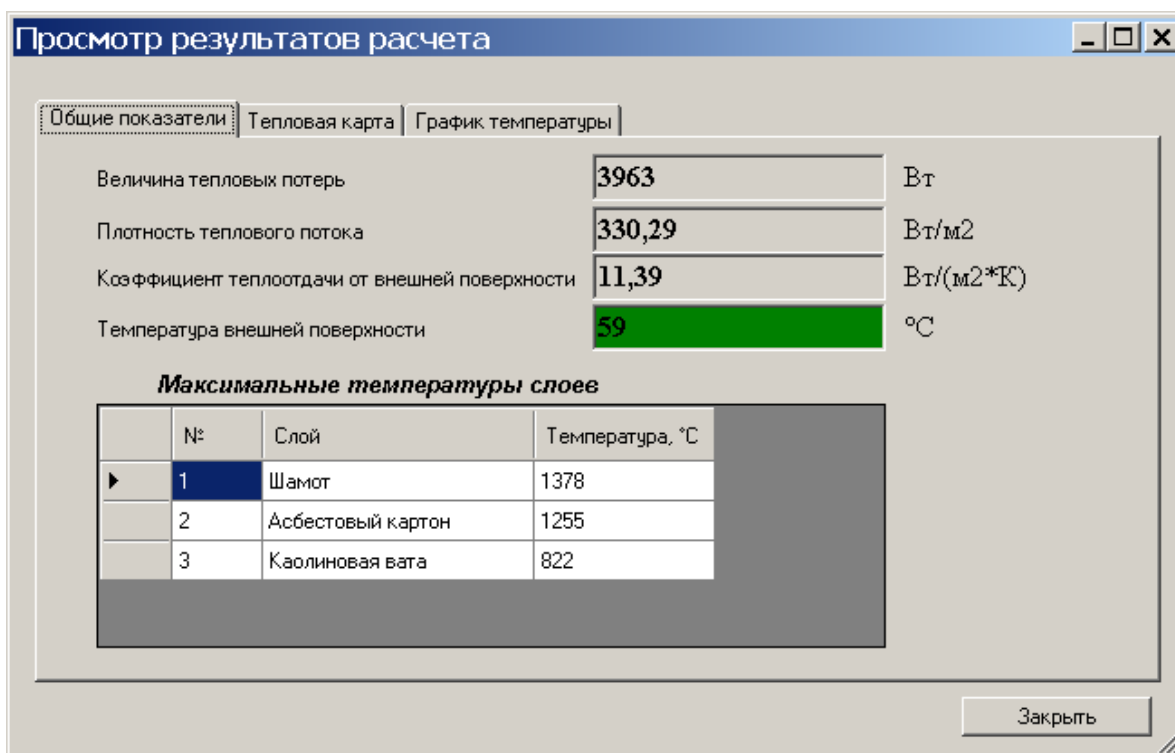 Просмотр результатов расчета
Общие показатели Тепловая карта График температуры
Величина тепловых потерь 3963 Вт
Плотность теплового потока 330,29 Вт/м2
Коэффициент теплоотдачи от внешней поверхности 11,39 Вт/(м2*К)
Температура внешней поверхности 59 °C
Максимальные температуры слоев
№ Слой Температура, °C
1 Шамот 1378
2 Асбестовый картон 1255
3 Каолиновая вата 822
Закрыть